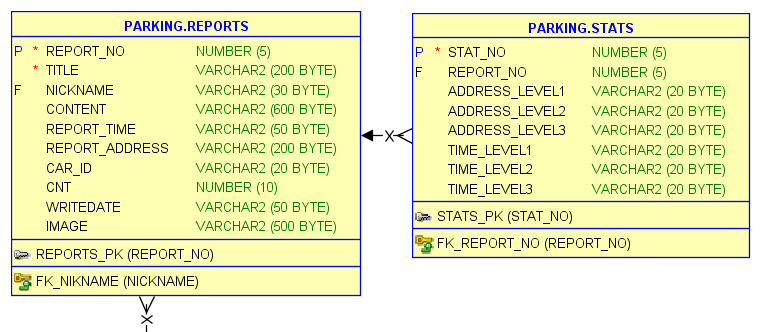 PARKING.REPORTS
P * REPORT_NO NUMBER (5)
* TITLE VARCHAR2 (200 BYTE)
F NICKNAME VARCHAR2 (30 BYTE)
CONTENT VARCHAR2 (600 BYTE)
REPORT_TIME VARCHAR2 (50 BYTE)
REPORT_ADDRESS VARCHAR2 (200 BYTE)
CAR_ID VARCHAR2 (20 BYTE)
CNT NUMBER (10)
WRITEDATE VARCHAR2 (50 BYTE)
IMAGE VARCHAR2 (500 BYTE)
REPORTS_PK (REPORT_NO)
FK_NIKNAME (NICKNAME)
PARKING.STATS
P * STAT_NO NUMBER (5)
F REPORT_NO NUMBER (5)
ADDRESS_LEVEL1 VARCHAR2 (20 BYTE)
ADDRESS_LEVEL2 VARCHAR2 (20 BYTE)
ADDRESS_LEVEL3 VARCHAR2 (20 BYTE)
TIME_LEVEL1 VARCHAR2 (20 BYTE)
TIME_LEVEL2 VARCHAR2 (20 BYTE)
TIME_LEVEL3 VARCHAR2 (20 BYTE)
STATS_PK (STAT_NO)
FK_REPORT_NO (REPORT_NO)